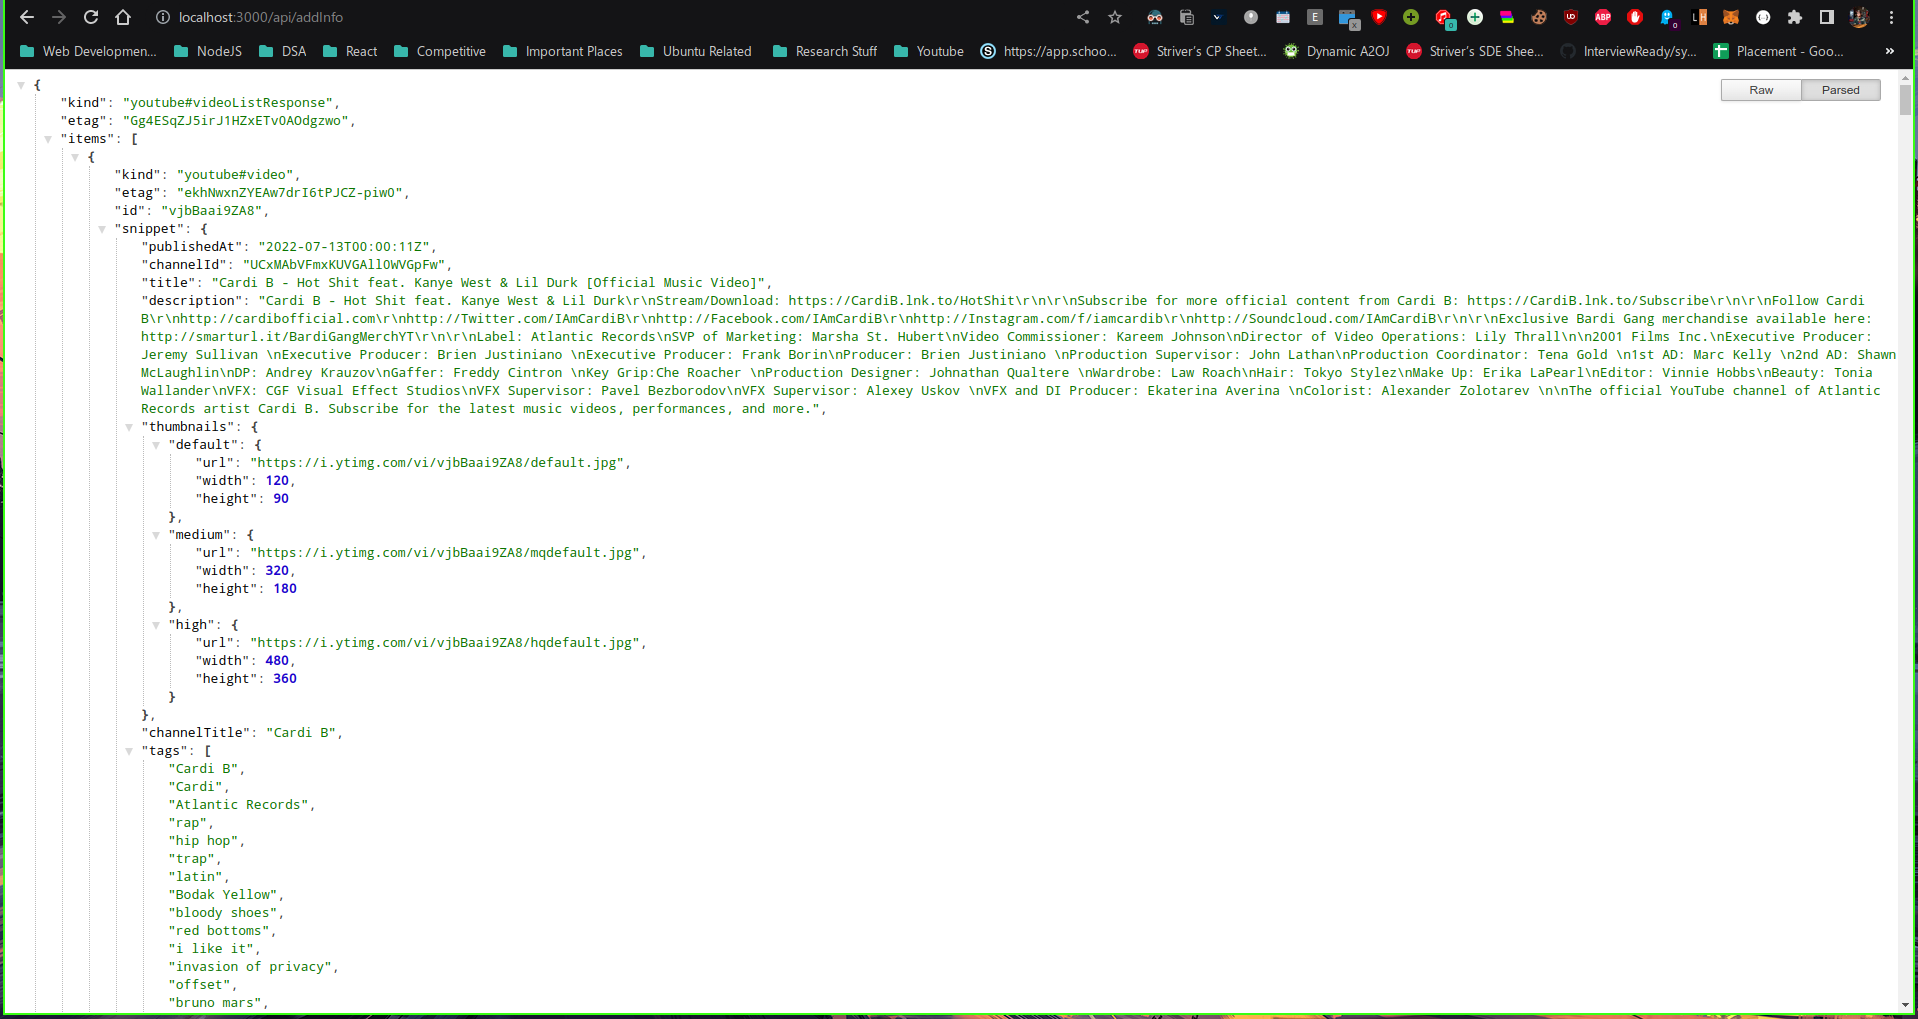 localhost:3000/api/addInfo
Web Developmen... NodeJS DSA React Competitive Important Places Ubuntu Related Research Stuff Youtube https://app.schoo... Striver's CP Sheet... Dynamic A2OJ Striver's SDE Shee... InterviewReady/sy... Placement - Goo... »
Raw Parsed
{
"kind": "youtube#videoListResponse",
"etag": "Gg4ESqZJ5irJ1HZxETv0AOdgzwo",
"items": [
{
"kind": "youtube#video",
"etag": "ekhNwxnZYEAw7drI6tPJCZ-piw0",
"id": "vjbBaai9ZA8",
"snippet": {
"publishedAt": "2022-07-13T00:00:11Z",
"channelId": "UCxMAbVFmxKUVGAll0WVGpFw",
"title": "Cardi B - Hot Shit feat. Kanye West & Lil Durk [Official Music Video]",
"description": "Cardi B - Hot Shit feat. Kanye West & Lil Durk\r\nStream/Download: https://CardiB.lnk.to/HotShit\r\n\r\nSubscribe for more official content from Cardi B: https://CardiB.lnk.to/Subscribe\r\n\r\nFollow Cardi
B\r\nhttp://cardibofficial.com\r\nhttp://Twitter.com/IAmCardiB\r\nhttp://Facebook.com/IAmCardiB\r\nhttp://Instagram.com/f/iamcardib\r\nhttp://Soundcloud.com/IAmCardiB\r\n\r\nExclusive Bardi Gang merchandise available here:
http://smarturl.it/BardiGangMerchYT\r\n\r\nLabel: Atlantic Records\nSVP of Marketing: Marsha St. Hubert\nVideo Commissioner: Kareem Johnson\nDirector of Video Operations: Lily Thrall\n\n2001 Films Inc.\nExecutive Producer:
Jeremy Sullivan \nExecutive Producer: Brien Justiniano \nExecutive Producer: Frank Borin\nProducer: Brien Justiniano \nProduction Supervisor: John Lathan\nProduction Coordinator: Tena Gold \n1st AD: Marc Kelly \n2nd AD: Shawn
McLaughlin\nDP: Andrey Krauzov\nGaffer: Freddy Cintron \nKey Grip:Che Roacher \nProduction Designer: Johnathan Qualtere \nWardrobe: Law Roach\nHair: Tokyo Stylez\nMake Up: Erika LaPearl\nEditor: Vinnie Hobbs\nBeauty: Tonia
Wallander\nVFX: CGF Visual Effect Studios\nVFX Supervisor: Pavel Bezborodov\nVFX Supervisor: Alexey Uskov \nVFX and DI Producer: Ekaterina Averina \nColorist: Alexander Zolotarev \n\nThe official YouTube channel of Atlantic
Records artist Cardi B. Subscribe for the latest music videos, performances, and more.",
"thumbnails": {
"default": {
"url": "https://i.ytimg.com/vi/vjbBaai9ZA8/default.jpg",
"width": 120,
"height": 90
},
"medium": {
"url": "https://i.ytimg.com/vi/vjbBaai9ZA8/mqdefault.jpg",
"width": 320,
"height": 180
},
"high": {
"url": "https://i.ytimg.com/vi/vjbBaai9ZA8/hqdefault.jpg",
"width": 480,
"height": 360
}
},
"channelTitle": "Cardi B",
"tags": [
"Cardi B",
"Cardi",
"Atlantic Records",
"rap",
"hip hop",
"trap",
"latin",
"Bodak Yellow",
"bloody shoes",
"red bottoms",
"i like it",
"invasion of privacy",
"offset",
"bruno mars",